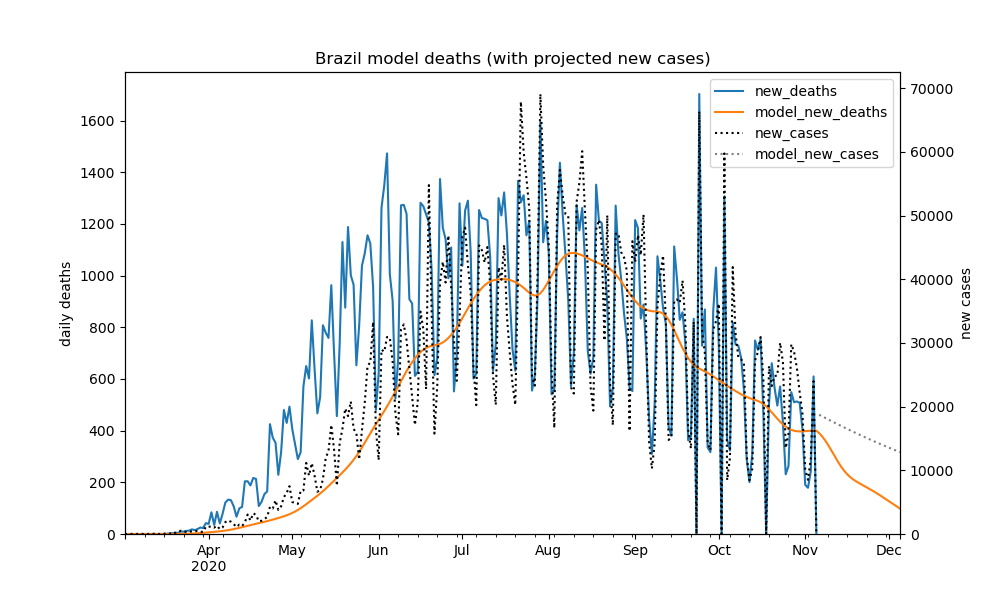 Brazil model deaths (with projected new cases)
new_deaths
model_new_deaths
new_cases
model_new_cases
daily deaths
1600
1400
1200
1000
800
600
400
200
0
new cases
70000
60000
50000
40000
30000
20000
10000
0
Apr
2020
May
Jun
Jul
Aug
Sep
Oct
Nov
Dec